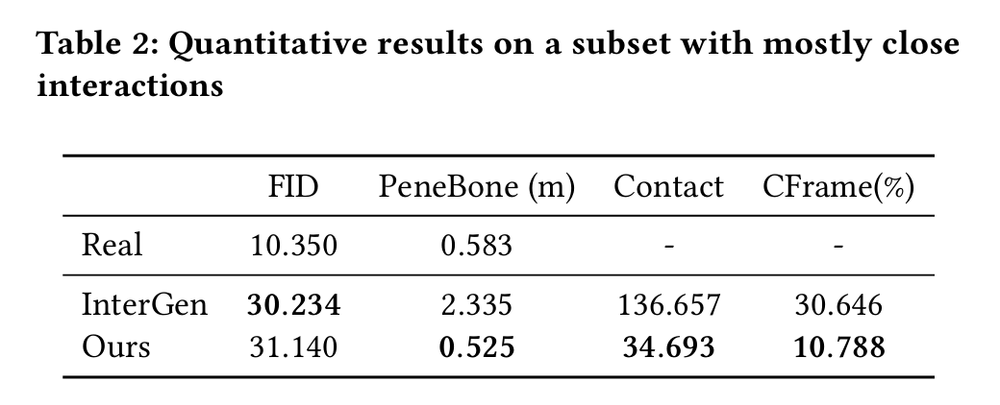 Table 2: Quantitative results on a subset with mostly close
interactions
FID PeneBone (m) Contact CFrame(%)
Real 10.350 0.583 - -
InterGen 30.234 2.335 136.657 30.646
Ours 31.140 0.525 34.693 10.788